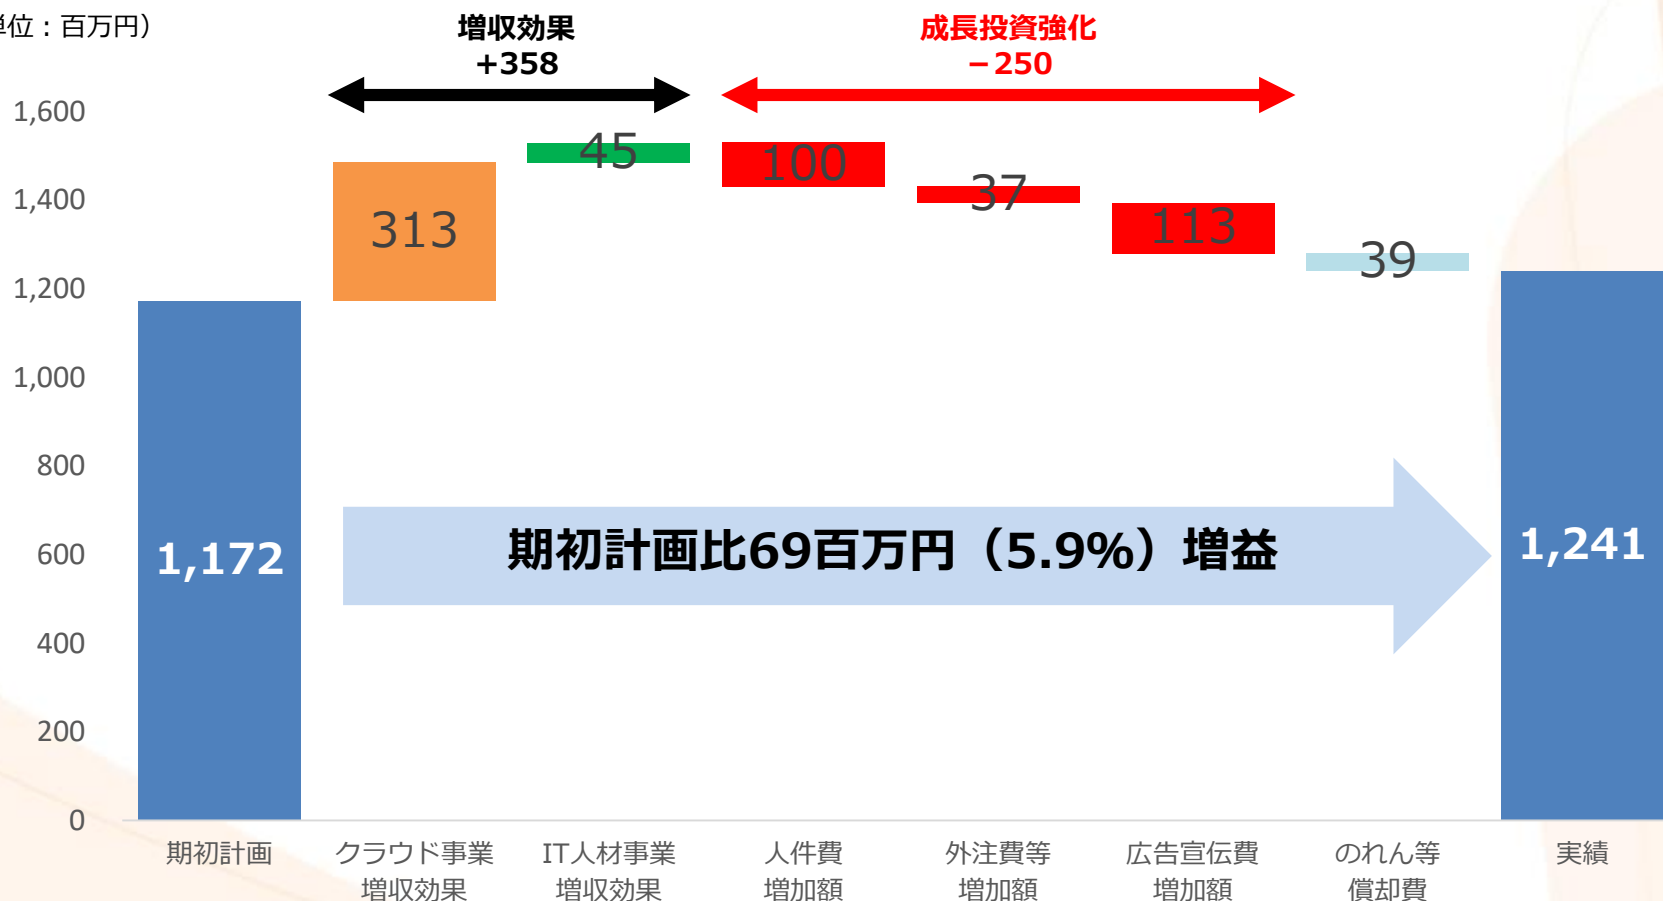 単位：百万円）
増収効果
+358
成長投資強化
－250
1,600
1,400
1,200
1,000
800
600
400
200
0
1,172
313
45
100
37
113
39
1,241
期初計画比69百万円（5.9%）増益
期初計画
クラウド事業
増収効果
IT人材事業
増収効果
人件費
増加額
外注費等
増加額
広告宣伝費
増加額
のれん等
償却費
実績